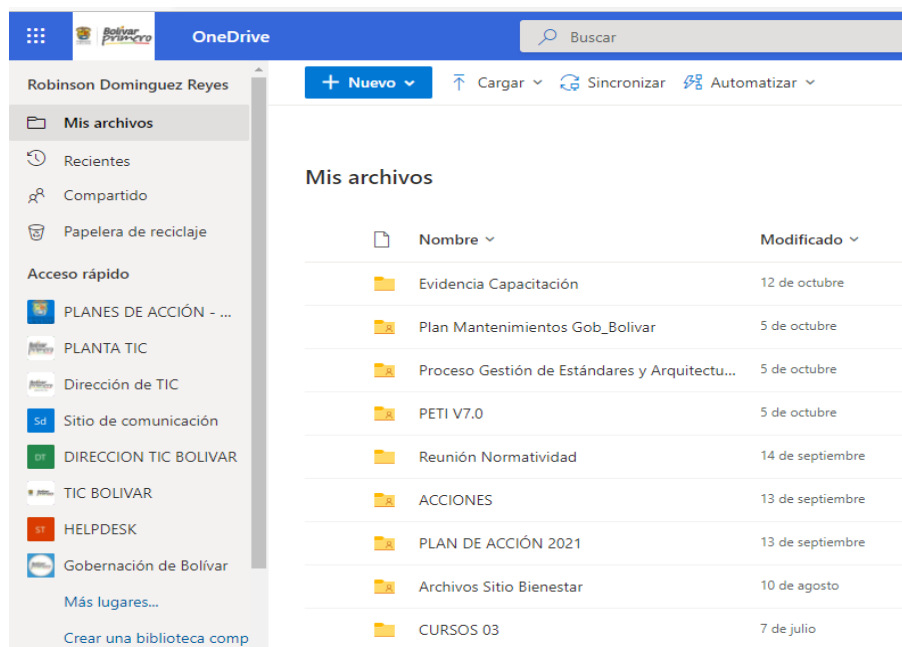 Bolívar primero OneDrive Buscar
Robinson Dominguez Reyes
Nuevo Cargar Sincronizar Automatizar
Mis archivos
Recientes
Compartido
Papelera de reciclaje
Acceso rápido
PLANES DE ACCIÓN - ...
PLANTA TIC
Dirección de TIC
Sd Sitio de comunicación
DT DIRECCION TIC BOLIVAR
TIC BOLIVAR
ST HELPDESK
Gobernación de Bolívar
Más lugares...
Crear una biblioteca comp
Mis archivos
Nombre Modificado
Evidencia Capacitación 12 de octubre
Plan Mantenimientos Gob_Bolivar 5 de octubre
Proceso Gestión de Estándares y Arquitectu... 5 de octubre
PETI V7.0 5 de octubre
Reunión Normatividad 14 de septiembre
ACCIONES 13 de septiembre
PLAN DE ACCIÓN 2021 13 de septiembre
Archivos Sitio Bienestar 10 de agosto
CURSOS 03 7 de julio